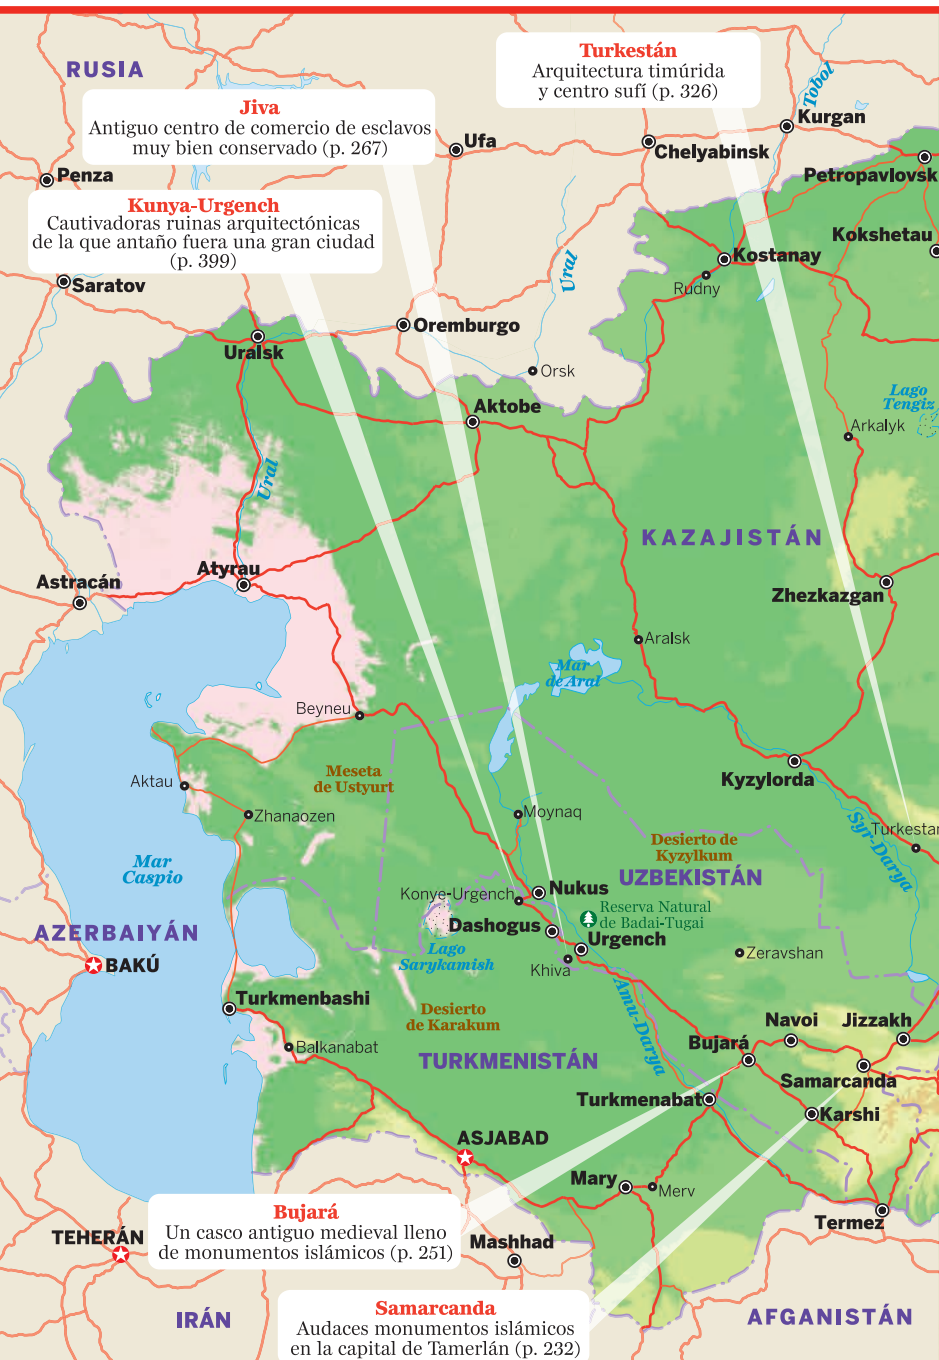 RUSIA
Turkestán
Arquitectura timúrida
y centro sufí (p. 326)
Tobol
Jiva
Antiguo centro de comercio de esclavos
muy bien conservado (p. 267)
Kurgan
Ufa
Chelyabinsk
Petropavlovsk
Penza
Kunya-Urgench
Cautivadoras ruinas arquitectónicas
de la que antaño fuera una gran ciudad
(p. 399)
Kokshetau
Kostanay
Ural
Rudny
Saratov
Oremburgo
Uralsk
Orsk
Lago
Tengiz
Aktobe
Arkalyk
Ural
KAZAJISTÁN
Atyrau
Astracán
Zhezkazgan
Aralsk
Mar
de Aral
Beyneu
Meseta
de Ustyurt
Aktau
Kyzylorda
Zhanaozen
Moynaq
Syr-Darya
Turkestan
Desierto de
Kyzylkum
Mar
Caspio
UZBEKISTÁN
Konye-Urgench
Nukus
Reserva Natural
de Badai-Tugai
Dashogus
AZERBAIYÁN
Urgench
Lago
Sarykamish
Zeravshan
BAKÚ
Khiva
Turkmenbashi
Amu-Darya
Desierto
de Karakum
Navoi
Jizzakh
Balkanabat
Bujará
TURKMENISTÁN
Samarcanda
Turkmenabat
Karshi
ASJABAD
Mary
Merv
Bujará
Un casco antiguo medieval lleno
de monumentos islámicos (p. 251)
Termez
TEHERÁN
Mashhad
Samarcanda
Audaces monumentos islámicos
en la capital de Tamerlán (p. 232)
IRÁN
AFGANISTÁN